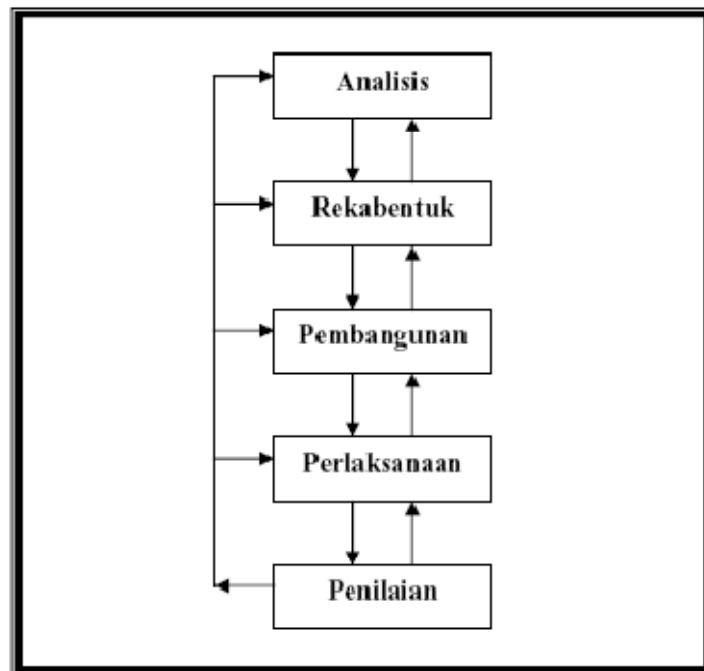 Analisis
Rekabentuk
Pembangunan
Perlaksanaan
Penilaian